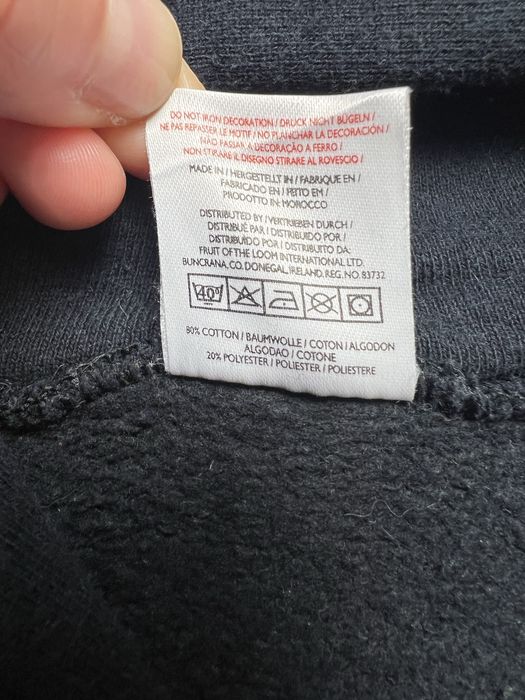 DO NOT IRON DECORATION / DRUCK NICHT BÜGELN /
NE PAS REPASSER LE MOTIF / NO PLANCHAR LA DECORACIÓN /
NÃO PASSAR A DECORAÇÃO A FERRO /
NON STIRARE IL DISEGNO STIRARE AL ROVESCIO /
MADE IN / HERGESTELLT IN / FABRIQUE EN /
FABRICADO EN / FEITO EM /
PRODOTTO IN: MOROCCO
DISTRIBUTED BY / VERTRIEBEN DURCH /
DISTRIBUÉ PAR / DISTRIBUIDO POR /
DISTRIBUÍDO POR / DISTRIBUITO DA:
FRUIT OF THE LOOM INTERNATIONAL LTD.
BUNCRANA, CO. DONEGAL, IRELAND. REG. NO. 83732
40°
80% COTTON / BAUMWOLLE / COTON / ALGODON
ALGODAO / COTONE
20% POLYESTER / POLIESTER / POLIESTERE